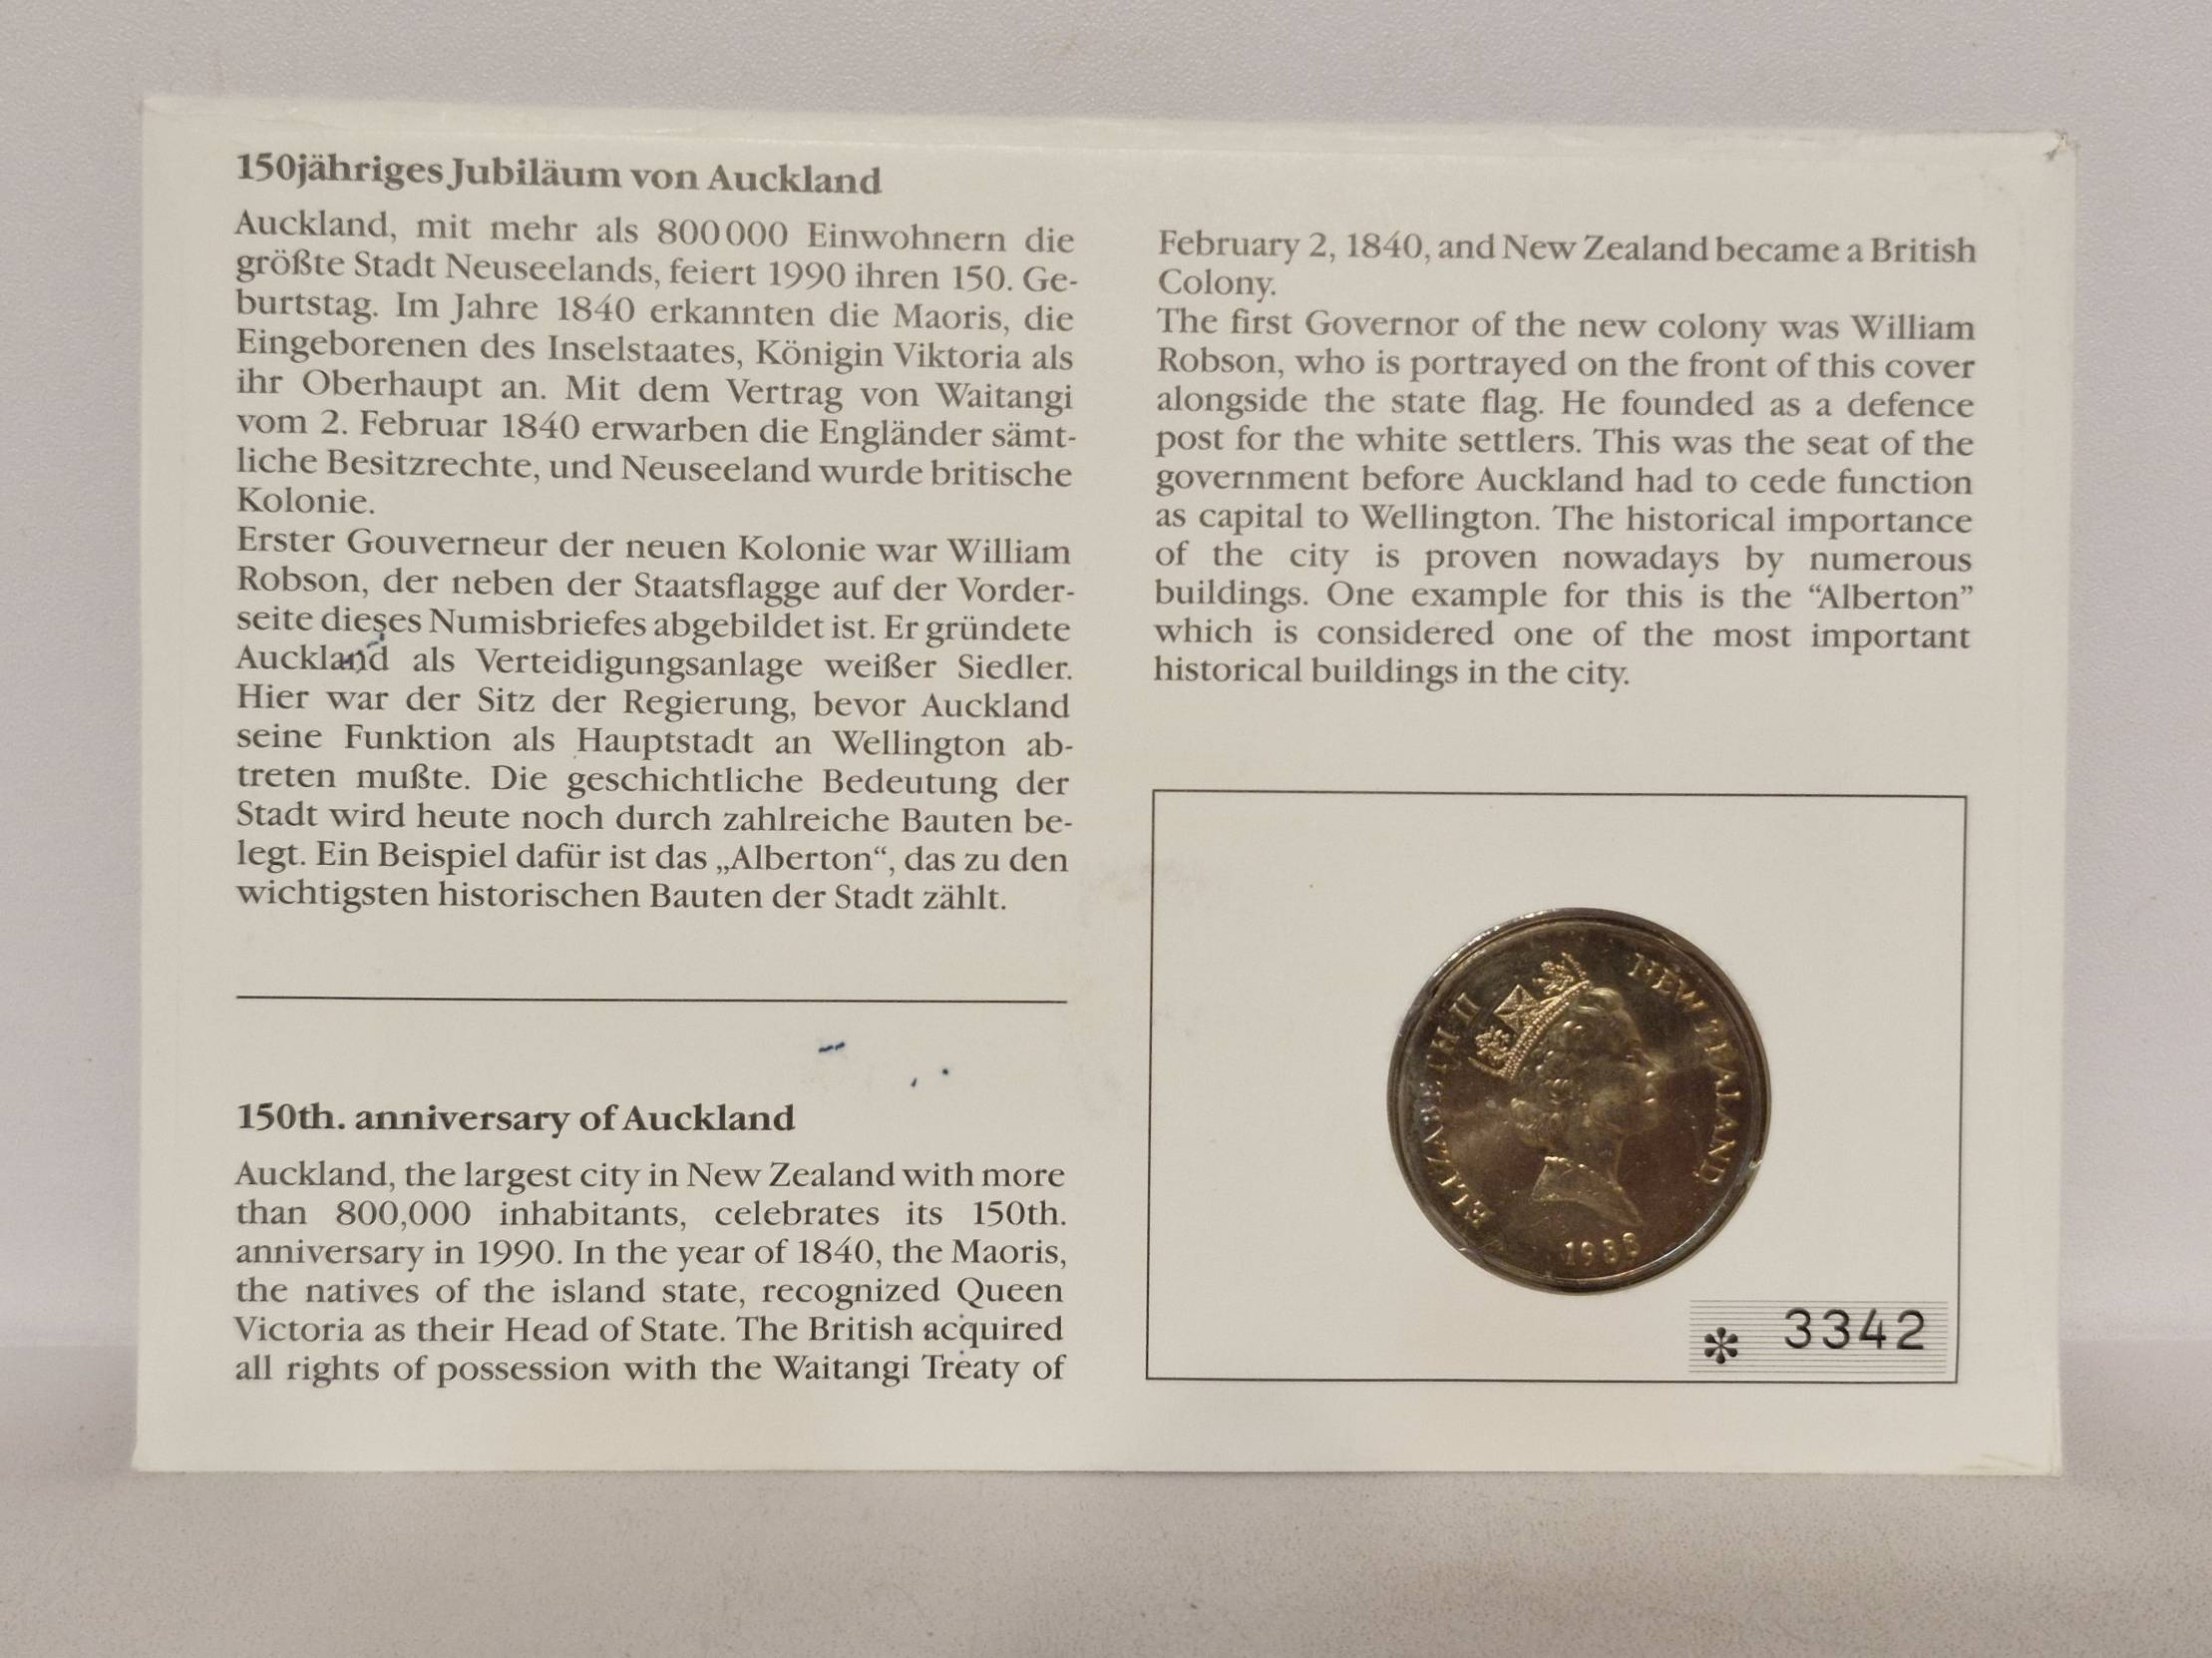 150jähriges Jubiläum von Auckland
Auckland, mit mehr als 800 000 Einwohnern die
größte Stadt Neuseelands, feiert 1990 ihren 150. Ge-
burtstag. Im Jahre 1840 erkannten die Maoris, die
Eingeborenen des Inselstaates, Königin Viktoria als
ihr Oberhaupt an. Mit dem Vertrag von Waitangi
vom 2. Februar 1840 erwarben die Engländer sämt-
liche Besitzrechte, und Neuseeland wurde britische
Kolonie.
Erster Gouverneur der neuen Kolonie war William
Robson, der neben der Staatsflagge auf der Vorder-
seite dieses Numisbriefes abgebildet ist. Er gründete
Auckland als Verteidigungsanlage weißer Siedler.
Hier war der Sitz der Regierung, bevor Auckland
seine Funktion als Hauptstadt an Wellington ab-
treten mußte. Die geschichtliche Bedeutung der
Stadt wird heute noch durch zahlreiche Bauten be-
legt. Ein Beispiel dafür ist das „Alberton“, das zu den
wichtigsten historischen Bauten der Stadt zählt.
150th. anniversary of Auckland
Auckland, the largest city in New Zealand with more
than 800,000 inhabitants, celebrates its 150th.
anniversary in 1990. In the year of 1840, the Maoris,
the natives of the island state, recognized Queen
Victoria as their Head of State. The British acquired
all rights of possession with the Waitangi Treaty of
February 2, 1840, and New Zealand became a British
Colony.
The first Governor of the new colony was William
Robson, who is portrayed on the front of this cover
alongside the state flag. He founded as a defence
post for the white settlers. This was the seat of the
government before Auckland had to cede function
as capital to Wellington. The historical importance
of the city is proven nowadays by numerous
buildings. One example for this is the “Alberton”
which is considered one of the most important
historical buildings in the city.
ELIZABETH II
NEW ZEALAND
1988
* 3342